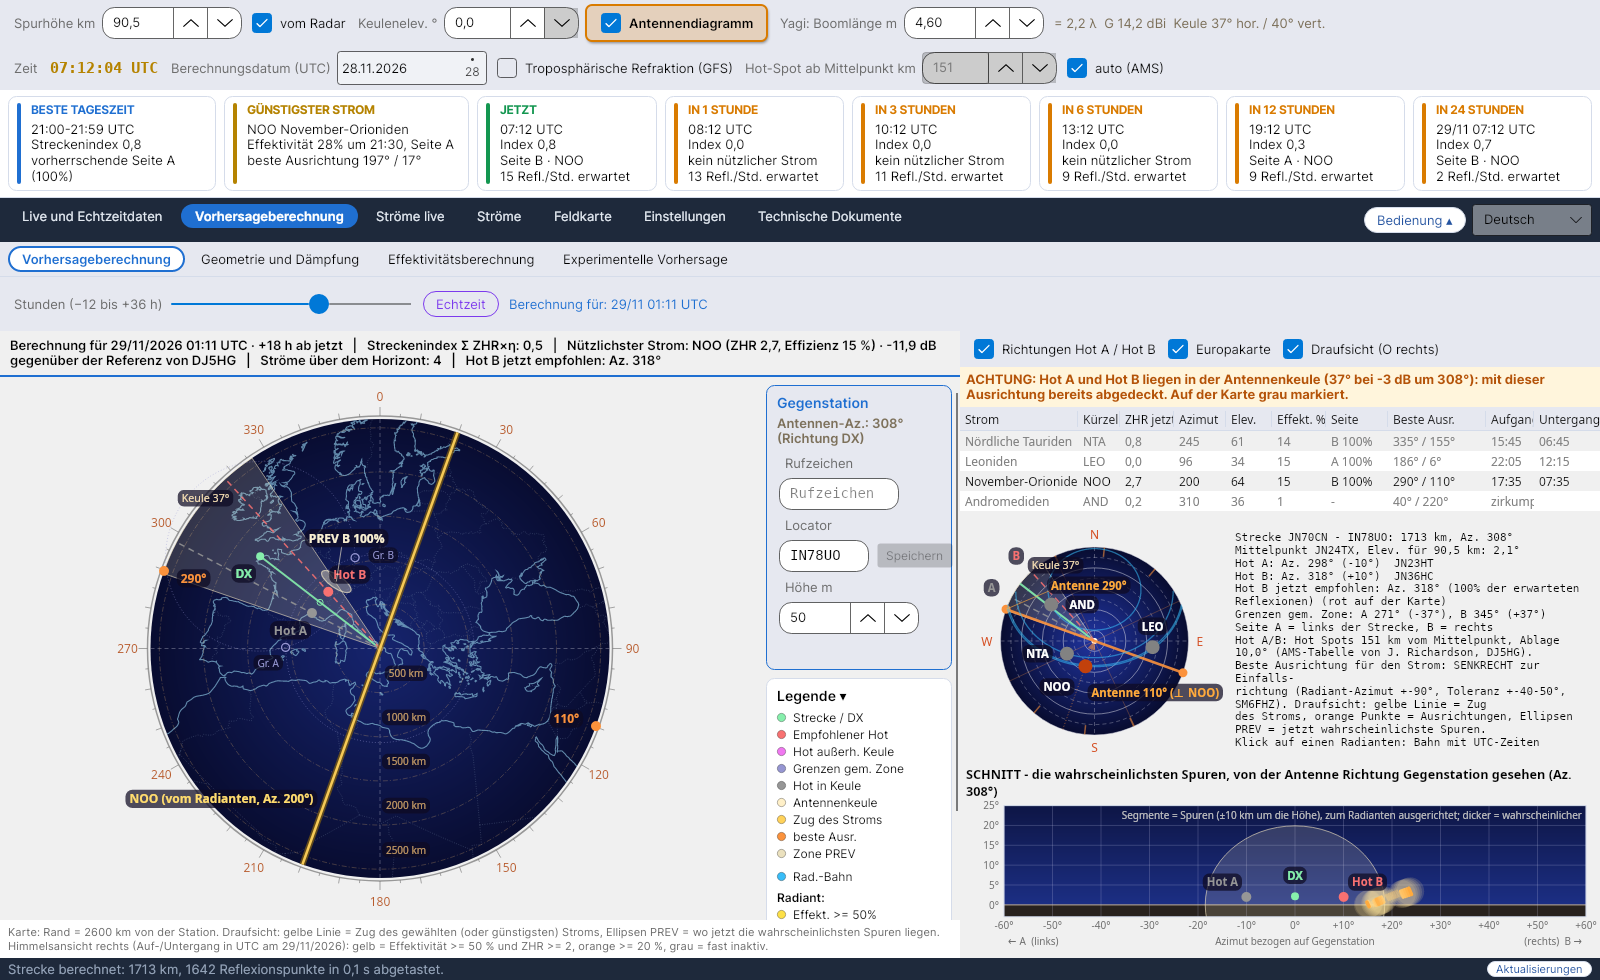 Spurhöhe km 90,5 vom Radar Keulenelev. ° 0,0 Antennendiagramm Yagi: Boomlänge m 4,60 = 2,2 λ G 14,2 dBi Keule 37° hor. / 40° vert.
Zeit 07:12:04 UTC Berechnungsdatum (UTC) 28.11.2026 28 Troposphärische Refraktion (GFS) Hot-Spot ab Mittelpunkt km 151 auto (AMS)
BESTE TAGESZEIT
21:00-21:59 UTC
Streckenindex 0,8
vorherrschende Seite A
(100%)
GÜNSTIGSTER STROM
NOO November-Orioniden
Effektivität 28% um 21:30, Seite A
beste Ausrichtung 197° / 17°
JETZT
07:12 UTC
Index 0,8
Seite B · NOO
15 Refl./Std. erwartet
IN 1 STUNDE
08:12 UTC
Index 0,0
kein nützlicher Strom
13 Refl./Std. erwartet
IN 3 STUNDEN
10:12 UTC
Index 0,0
kein nützlicher Strom
11 Refl./Std. erwartet
IN 6 STUNDEN
13:12 UTC
Index 0,0
kein nützlicher Strom
9 Refl./Std. erwartet
IN 12 STUNDEN
19:12 UTC
Index 0,3
Seite A · NOO
9 Refl./Std. erwartet
IN 24 STUNDEN
29/11 07:12 UTC
Index 0,7
Seite B · NOO
2 Refl./Std. erwartet
Live und Echtzeitdaten Vorhersageberechnung Ströme live Ströme Feldkarte Einstellungen Technische Dokumente Bedienung ▴ Deutsch
Vorhersageberechnung Geometrie und Dämpfung Effektivitätsberechnung Experimentelle Vorhersage
Stunden (−12 bis +36 h) Echtzeit Berechnung für: 29/11 01:11 UTC
Berechnung für 29/11/2026 01:11 UTC · +18 h ab jetzt | Streckenindex Σ ZHR×η: 0,5 | Nützlichster Strom: NOO (ZHR 2,7, Effizienz 15 %) · -11,9 dB
gegenüber der Referenz von DJ5HG | Ströme über dem Horizont: 4 | Hot B jetzt empfohlen: Az. 318°
0
330
30
Keule 37°
300
60
PREV B 100%
Gr. B
DX
Hot B
290°
Hot A
270
90
Gr. A
500 km
1000 km
110°
1500 km
240
120
NOO (vom Radianten, Az. 200°)
2000 km
2500 km
210
150
180
Gegenstation
Antennen-Az.: 308°
(Richtung DX)
Rufzeichen
Rufzeichen
Locator
IN78UO Speichern
Höhe m
50
Legende ▾
Strecke / DX
Empfohlener Hot
Hot außerh. Keule
Grenzen gem. Zone
Hot in Keule
Antennenkeule
Zug des Stroms
beste Ausr.
Zone PREV
Rad.-Bahn
Radiant:
Effekt. >= 50%
Karte: Rand = 2600 km von der Station. Draufsicht: gelbe Linie = Zug des gewählten (oder günstigsten) Stroms, Ellipsen PREV = wo jetzt die wahrscheinlichsten Spuren liegen.
Himmelsansicht rechts (Auf-/Untergang in UTC am 29/11/2026): gelb = Effektivität >= 50 % und ZHR >= 2, orange >= 20 %, grau = fast inaktiv.
Richtungen Hot A / Hot B Europakarte Draufsicht (O rechts)
ACHTUNG: Hot A und Hot B liegen in der Antennenkeule (37° bei -3 dB um 308°): mit dieser
Ausrichtung bereits abgedeckt. Auf der Karte grau markiert.
Strom Kürzel ZHR jetzt Azimut Elev. Effekt. % Seite Beste Ausr. Aufgang Untergang
Nördliche Tauriden NTA 0,8 245 61 14 B 100% 335° / 155° 15:45 06:45
Leoniden LEO 0,0 96 34 15 A 100% 186° / 6° 22:05 12:15
November-Orionide NOO 2,7 200 64 15 B 100% 290° / 110° 17:35 07:35
Andromediden AND 0,2 310 36 1 - 40° / 220° zirkump
N
B
Keule 37°
A
Antenne 290°
AND
LEO
W
E
NTA
NOO
Antenne 110° (⊥ NOO)
S
Strecke JN70CN - IN78UO: 1713 km, Az. 308°
Mittelpunkt JN24TX, Elev. für 90,5 km: 2,1°
Hot A: Az. 298° (-10°) JN23HT
Hot B: Az. 318° (+10°) JN36HC
Hot B jetzt empfohlen: Az. 318° (100% der erwarteten
Reflexionen) (rot auf der Karte)
Grenzen gem. Zone: A 271° (-37°), B 345° (+37°)
Seite A = links der Strecke, B = rechts
Hot A/B: Hot Spots 151 km vom Mittelpunkt, Ablage
10,0° (AMS-Tabelle von J. Richardson, DJ5HG).
Beste Ausrichtung für den Strom: SENKRECHT zur
Einfalls-
richtung (Radiant-Azimut +-90°, Toleranz +-40-50°,
SM6FHZ). Draufsicht: gelbe Linie = Zug
des Stroms, orange Punkte = Ausrichtungen, Ellipsen
PREV = jetzt wahrscheinlichste Spuren.
Klick auf einen Radianten: Bahn mit UTC-Zeiten
SCHNITT - die wahrscheinlichsten Spuren, von der Antenne Richtung Gegenstation gesehen (Az.
308°)
Segmente = Spuren (±10 km um die Höhe), zum Radianten ausgerichtet; dicker = wahrscheinlicher
25°
20°
15°
10°
5°
0°
Hot A
DX
Hot B
-60° -50° -40° -30° -20° -10° 0° +10° +20° +30° +40° +50° +60°
← A (links) Azimut bezogen auf Gegenstation (rechts) B →
Strecke berechnet: 1713 km, 1642 Reflexionspunkte in 0,1 s abgetastet. Aktualisierungen